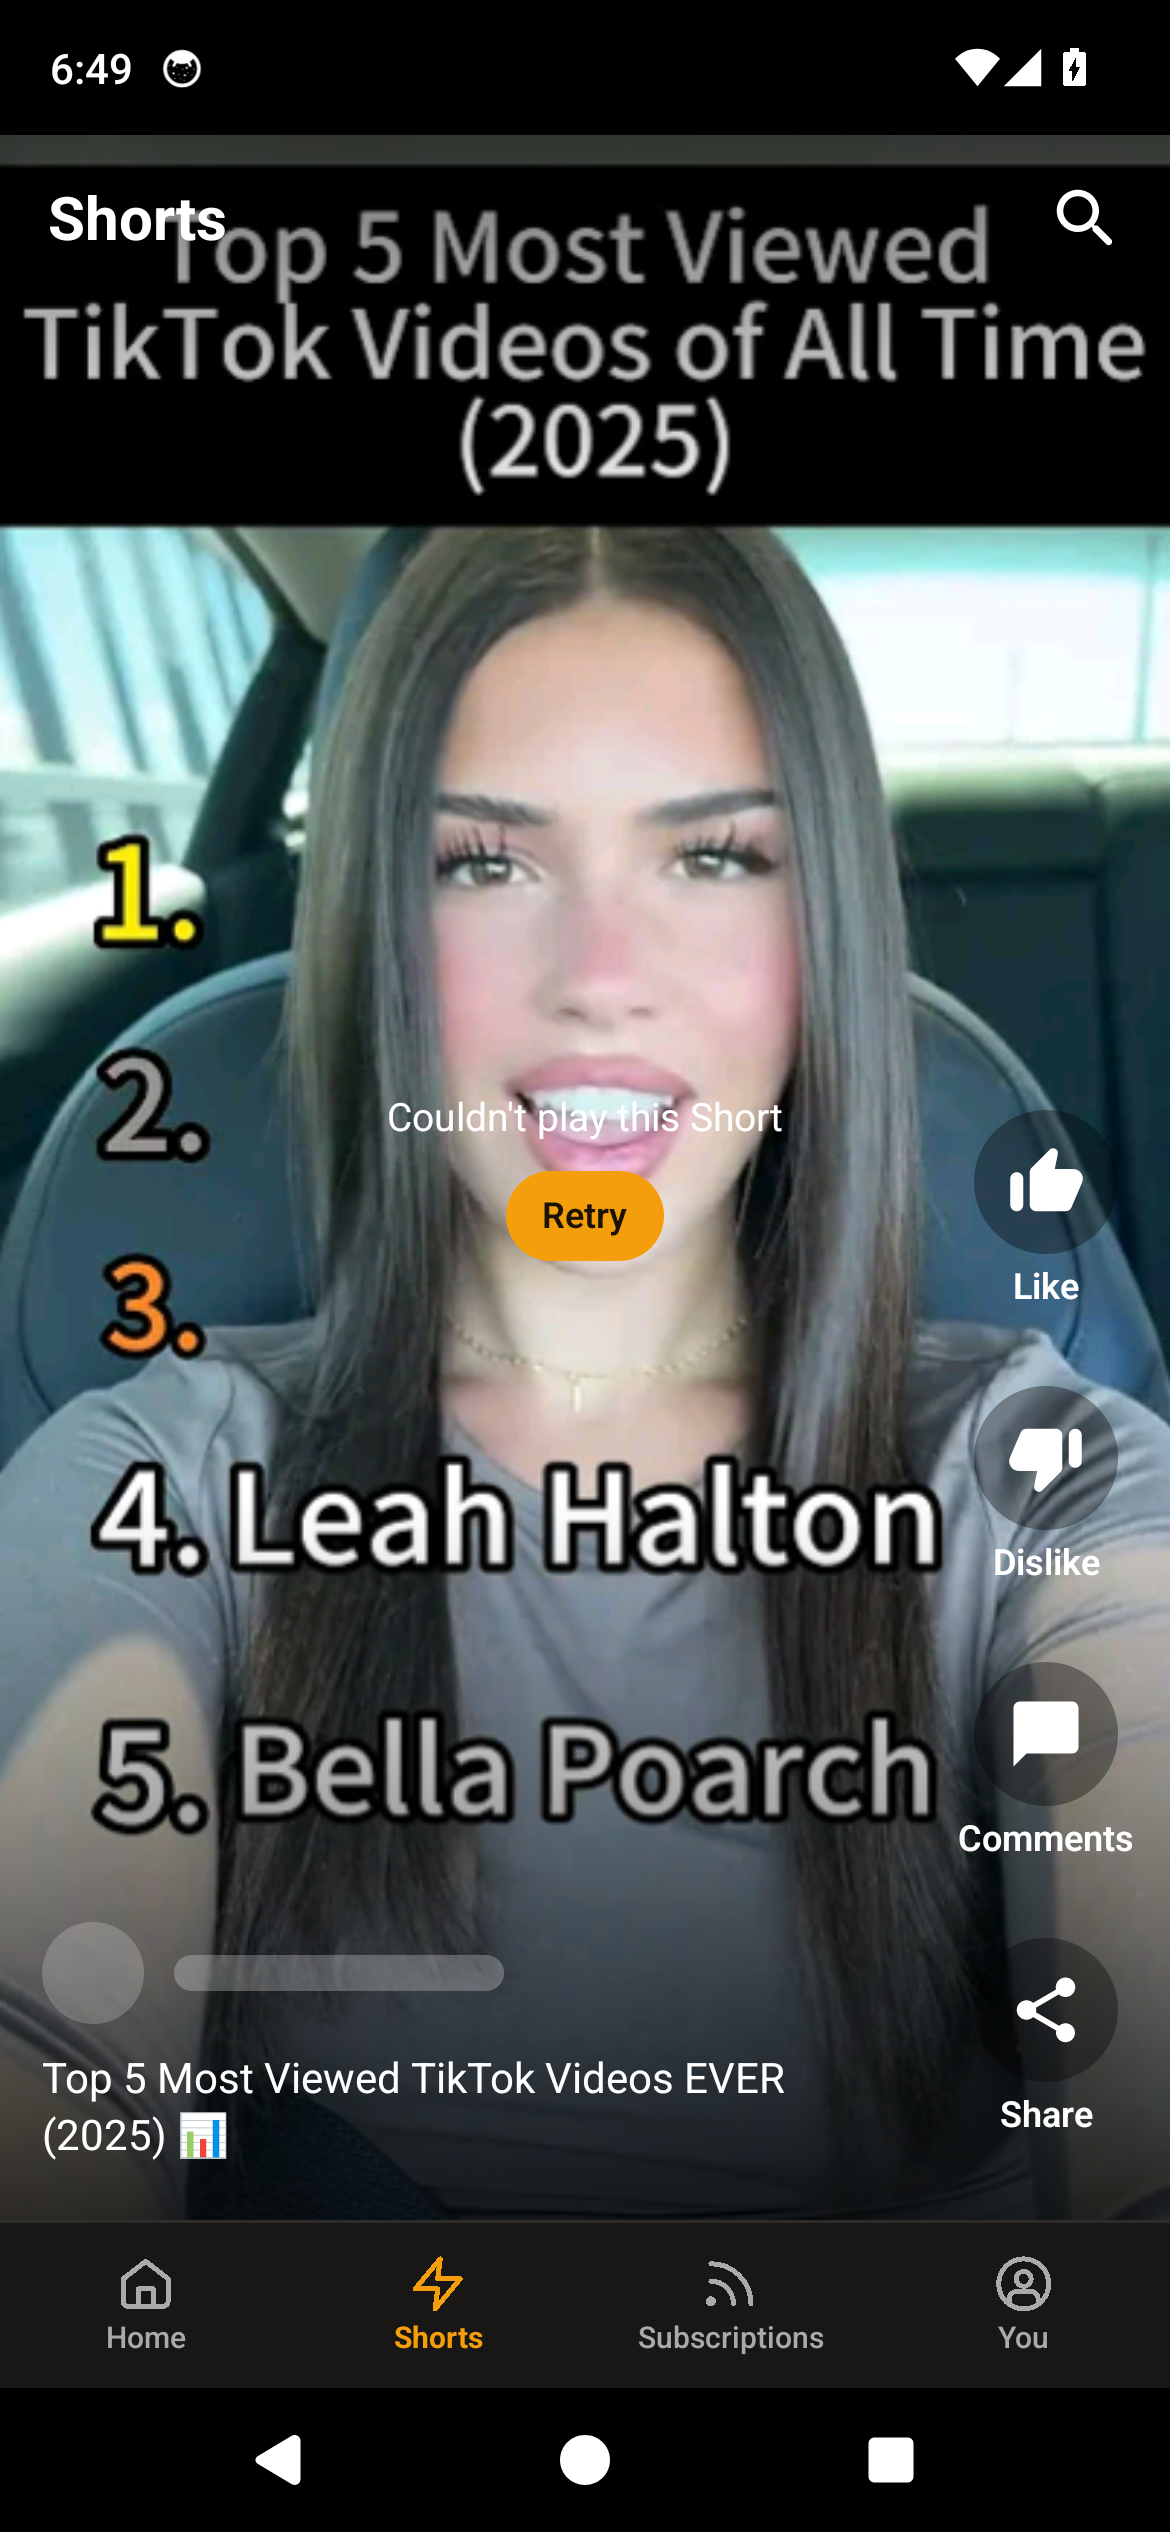 6:49
Shorts
Top 5 Most Viewed
TikTok Videos of All Time
(2025)
1.
2.
Couldn't play this Short
Retry
Like
3.
4. Leah Halton
Dislike
5. Bella Poarch
Comments
Top 5 Most Viewed TikTok Videos EVER
(2025) 📊
Share
Home
Shorts
Subscriptions
You